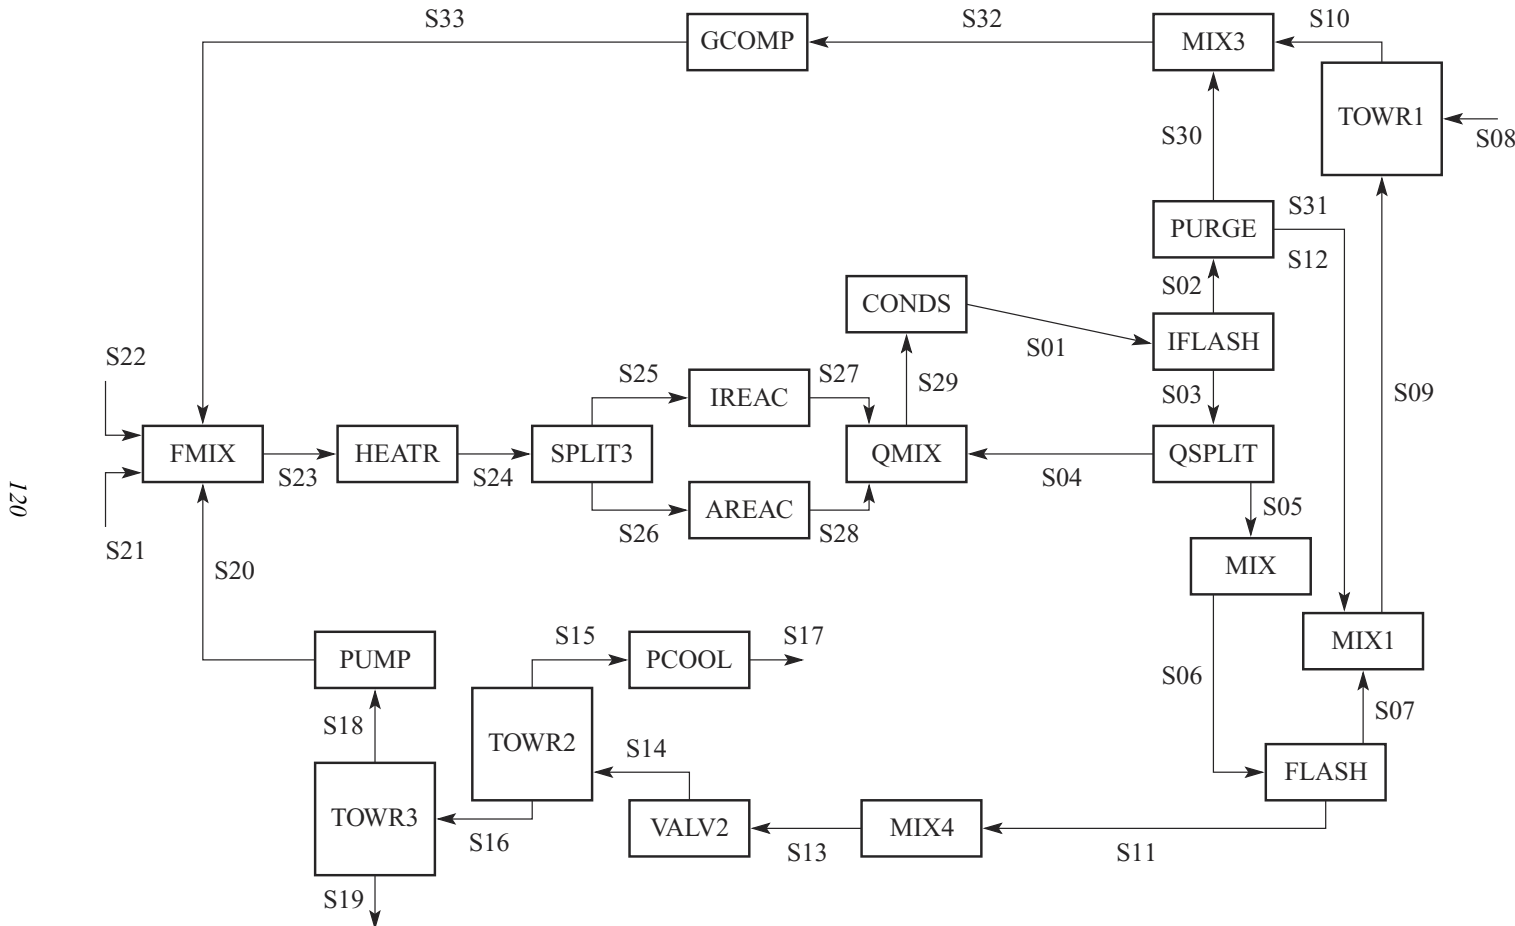 S33
S32
S10
GCOMP
MIX3
TOWR1
S30
S08
S31
PURGE
S12
S02
CONDS
S01
IFLASH
S22
S25
S27
S29
S03
S09
IREAC
FMIX
HEATR
SPLIT3
QMIX
QSPLIT
S23
S24
S04
120
AREAC
S05
S21
S26
S28
S20
MIX
S15
S17
PUMP
PCOOL
MIX1
S06
S18
S07
TOWR2
S14
FLASH
TOWR3
VALV2
MIX4
S16
S13
S11
S19